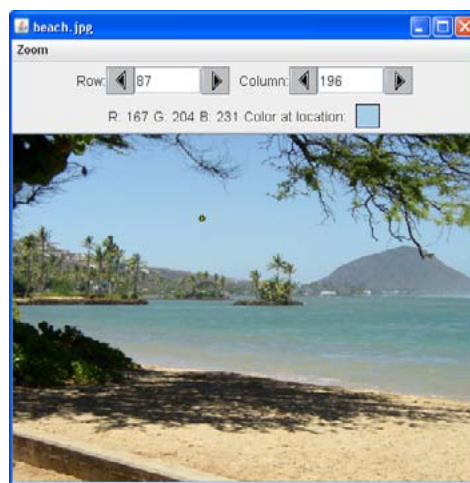 beach.jpg
Zoom
Row: 87 Column: 196
R: 167 G: 204 B: 231 Color at location: